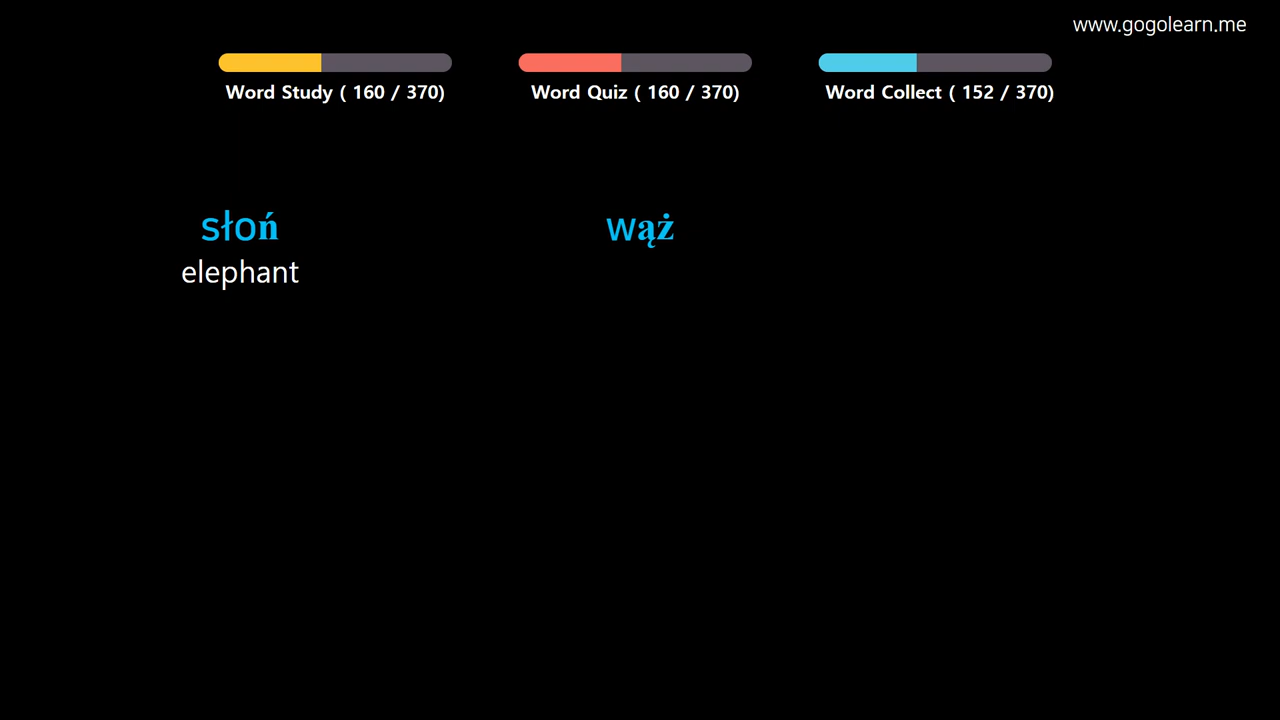 www.gogolearn.me
Word Study ( 160 / 370)
Word Quiz ( 160 / 370)
Word Collect ( 152 / 370)
słoń
wąż
elephant